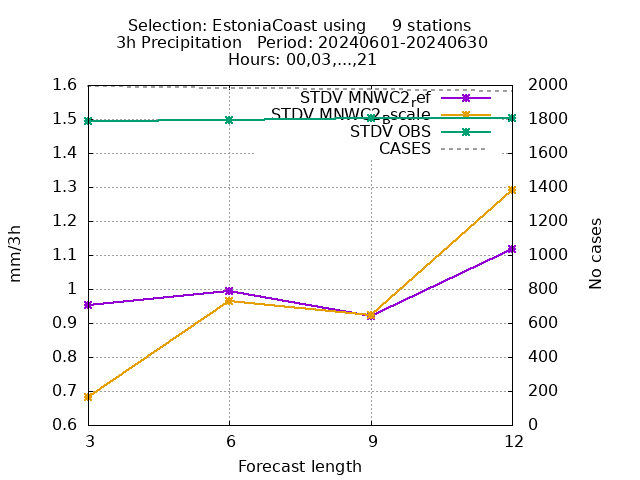 Selection: EstoniaCoast using 9 stations
3h Precipitation Period: 20240601-20240630
Hours: 00,03,...,21
1.6 2000
STDV MNWC2ref
STDV MNWC2Bscale
1.5 1800
STDV OBS
CASES
1.4 1600
1.3 1400
1.2 1200
1.1 1000
1 800
0.9 600
0.8 400
0.7 200
0.6 0
mm/3h
No cases
3 6 9 12
Forecast length